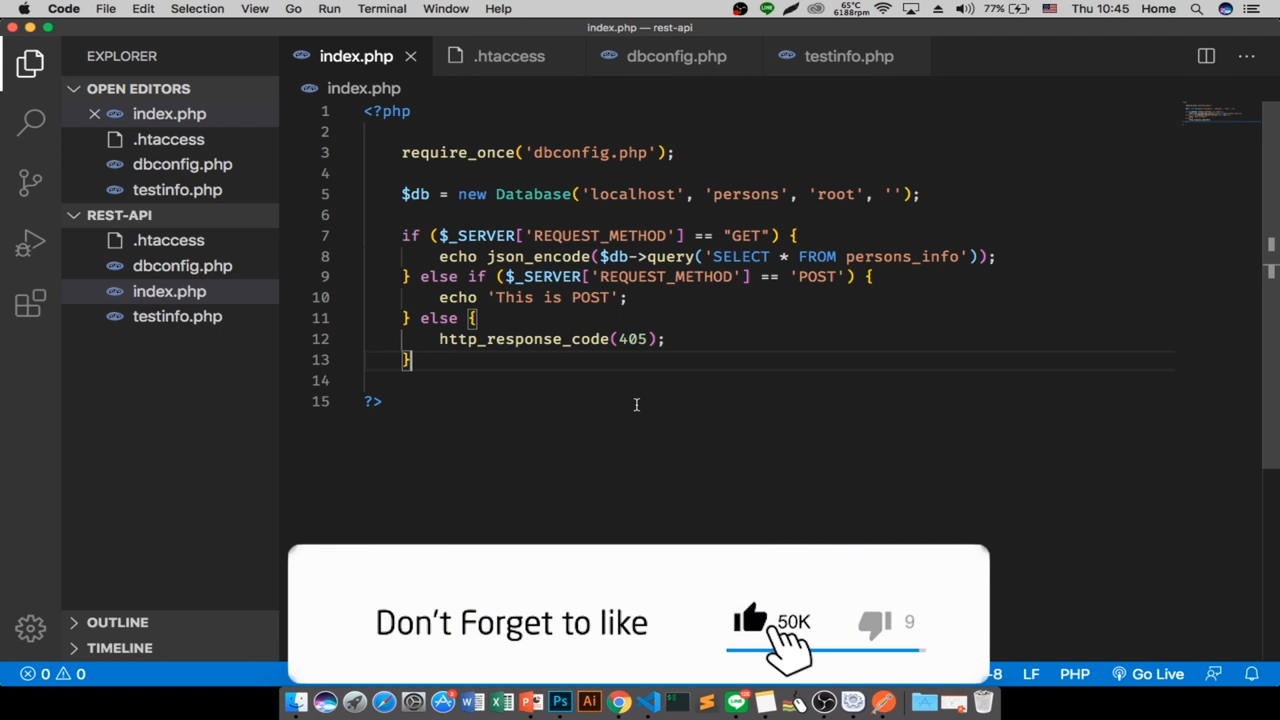 Code File Edit Selection View Go Run Terminal Window Help 65°C 6188rpm 77% Thu 10:45 Home
index.php — rest-api
EXPLORER
OPEN EDITORS
index.php
.htaccess
dbconfig.php
testinfo.php
REST-API
.htaccess
dbconfig.php
index.php
testinfo.php
OUTLINE
TIMELINE
index.php .htaccess dbconfig.php testinfo.php
index.php
1 <?php
2
3 require_once('dbconfig.php');
4
5 $db = new Database('localhost', 'persons', 'root', '');
6
7 if ($_SERVER['REQUEST_METHOD'] == "GET") {
8 echo json_encode($db->query('SELECT * FROM persons_info'));
9 } else if ($_SERVER['REQUEST_METHOD'] == 'POST') {
10 echo 'This is POST';
11 } else {
12 http_response_code(405);
13 }
14
15 ?>
Don't Forget to like 50K 9
0 0 -8 LF PHP Go Live